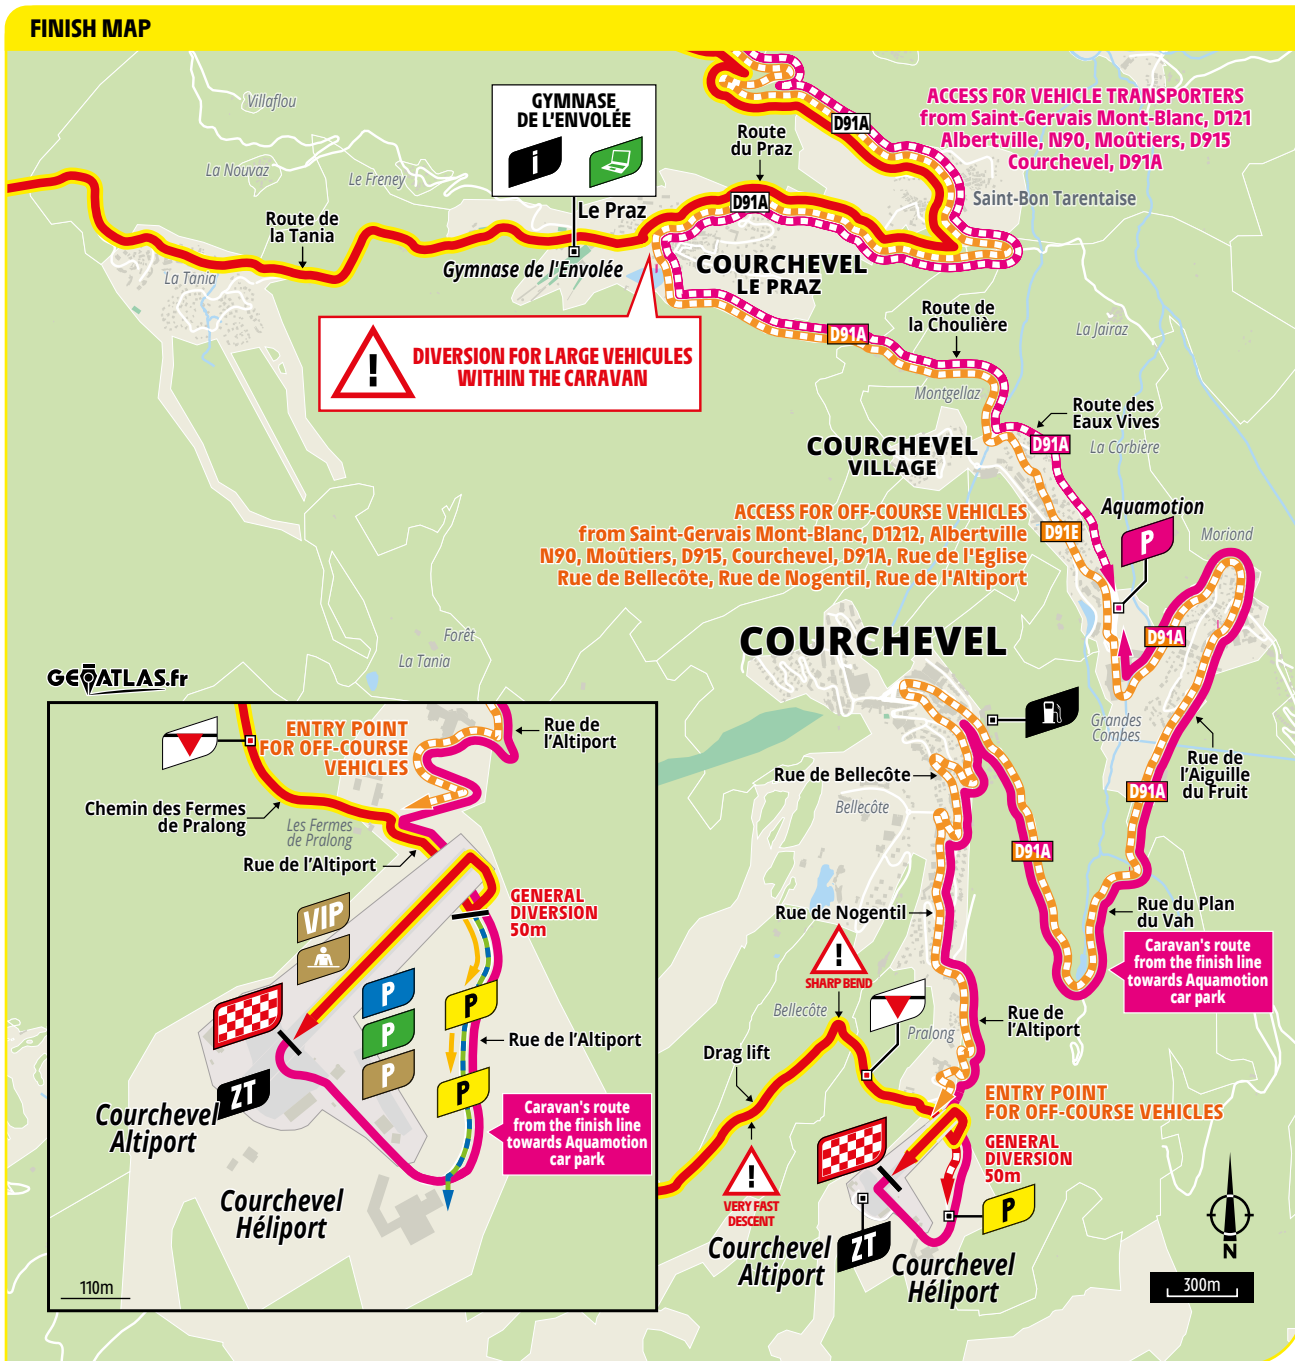 FINISH MAP
Villaflou
La Nouvaz
Le Freney
GYMNASE
DE L'ENVOLÉE
i
Route
du Praz
D91A
ACCESS FOR VEHICLE TRANSPORTERS
from Saint-Gervais Mont-Blanc, D121
Albertville, N90, Moûtiers, D915
Courchevel, D91A
Saint-Bon Tarentaise
D91A
Le Praz
Route de
la Tania
La Tania
Gymnase de l'Envolée
COURCHEVEL
LE PRAZ
Route de
la Choulière
La Jairaz
D91A
!
DIVERSION FOR LARGE VEHICULES
WITHIN THE CARAVAN
Montgellaz
Route des
Eaux Vives
D91A
La Corbière
COURCHEVEL
VILLAGE
Aquamotion
P
Moriond
ACCESS FOR OFF-COURSE VEHICLES
from Saint-Gervais Mont-Blanc, D1212, Albertville
N90, Moûtiers, D915, Courchevel, D91A, Rue de l'Eglise
Rue de Bellecôte, Rue de Nogentil, Rue de l'Altiport
D91E
D91A
COURCHEVEL
Forêt
La Tania
GEOATLAS.fr
Grandes
Combes
Rue de
l'Aiguille
du Fruit
D91A
Rue de Bellecôte
Bellecôte
D91A
Rue de Nogentil
Rue du Plan
du Vah
Caravan's route
from the finish line
towards Aquamotion
car park
!
SHARP BEND
Bellecôte
Pralong
Rue de
l'Altiport
Drag lift
!
VERY FAST
DESCENT
ENTRY POINT
FOR OFF-COURSE VEHICLES
GENERAL
DIVERSION
50m
P
ZT
Courchevel
Altiport
Courchevel
Héliport
N
300m
ENTRY POINT
FOR OFF-COURSE
VEHICLES
Rue de
l'Altiport
Chemin des Fermes
de Pralong
Les Fermes
de Pralong
Rue de l'Altiport
GENERAL
DIVERSION
50m
VIP
P
P
P
P
P
Rue de l'Altiport
ZT
Courchevel
Altiport
Caravan's route
from the finish line
towards Aquamotion
car park
Courchevel
Héliport
110m